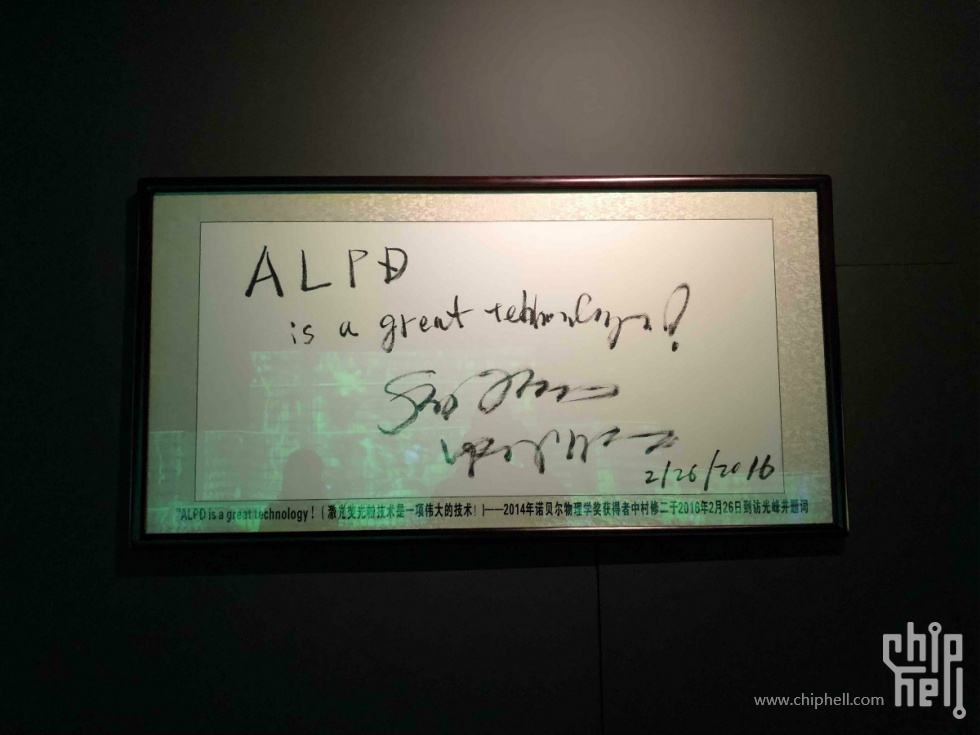 ALPD
is a great technology!
2/26/2016
"ALPD is a great technology！(激光荧光粉技术是一项伟大的技术！)——2014年诺贝尔物理学奖获得者中村修二于2016年2月26日到访光峰并题词
chip
hell
www.chiphell.com